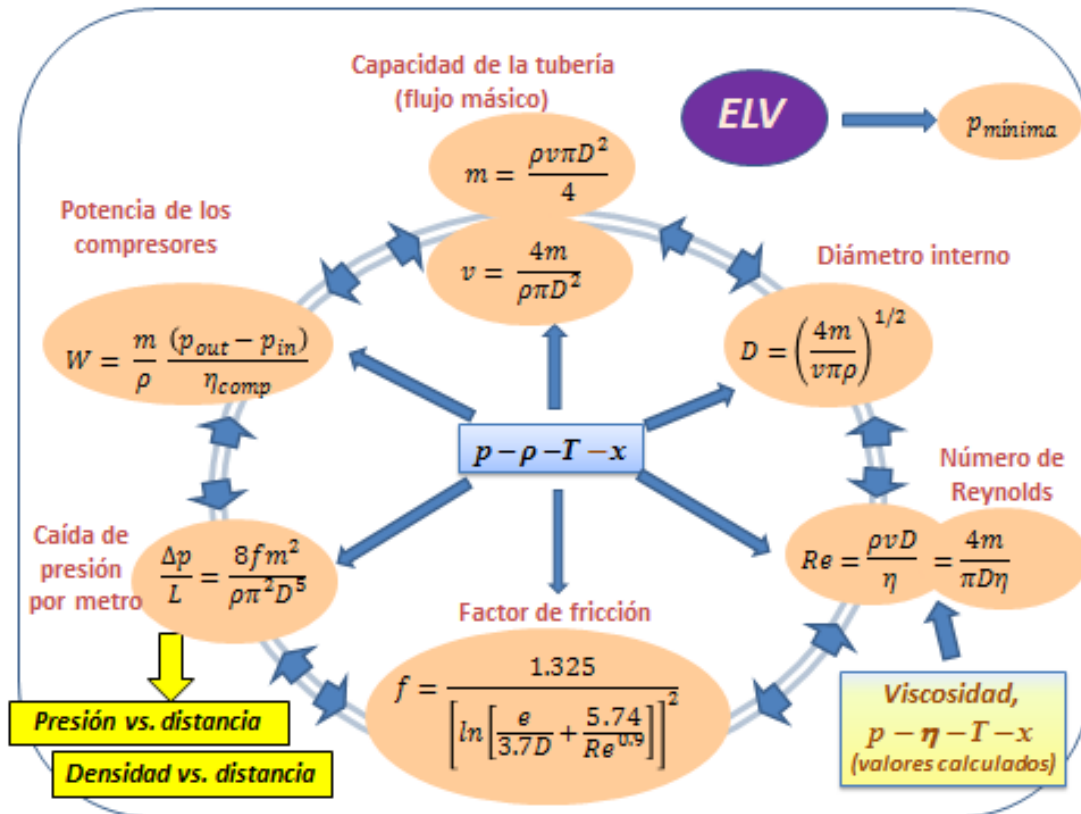 Capacidad de la tubería
(flujo másico)
m = ρvπD²/4
v = 4m/ρπD²
ELV
p mínima
Potencia de los
compresores
W = m/ρ (p_out − p_in)/η_comp
Diámetro interno
D = (4m/vπρ)^1/2
p – ρ – T – x
Número de
Reynolds
Re = ρvD/η = 4m/πDη
Caída de
presión
por metro
Δp/L = 8fm²/ρπ²D⁵
Factor de fricción
f = 1.325/[ln[e/3.7D + 5.74/Re^0.9]]²
Presión vs. distancia
Densidad vs. distancia
Viscosidad,
p – η – T – x
(valores calculados)